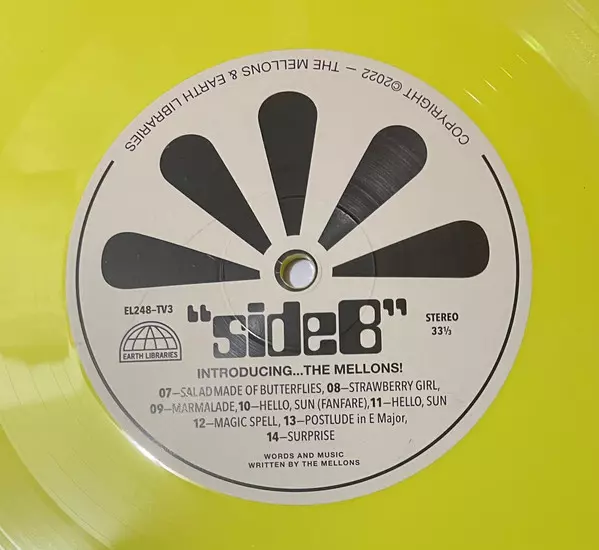 COPYRIGHT ©2022 — THE MELLONS & EARTH LIBRARIES
EL248-TV3
EARTH LIBRARIES
"sideB"
STEREO
33⅓
INTRODUCING...THE MELLONS!
07—SALAD MADE OF BUTTERFLIES, 08—STRAWBERRY GIRL,
09—MARMALADE, 10—HELLO, SUN (FANFARE), 11—HELLO, SUN
12—MAGIC SPELL, 13—POSTLUDE in E Major,
14—SURPRISE
WORDS AND MUSIC
WRITTEN BY THE MELLONS